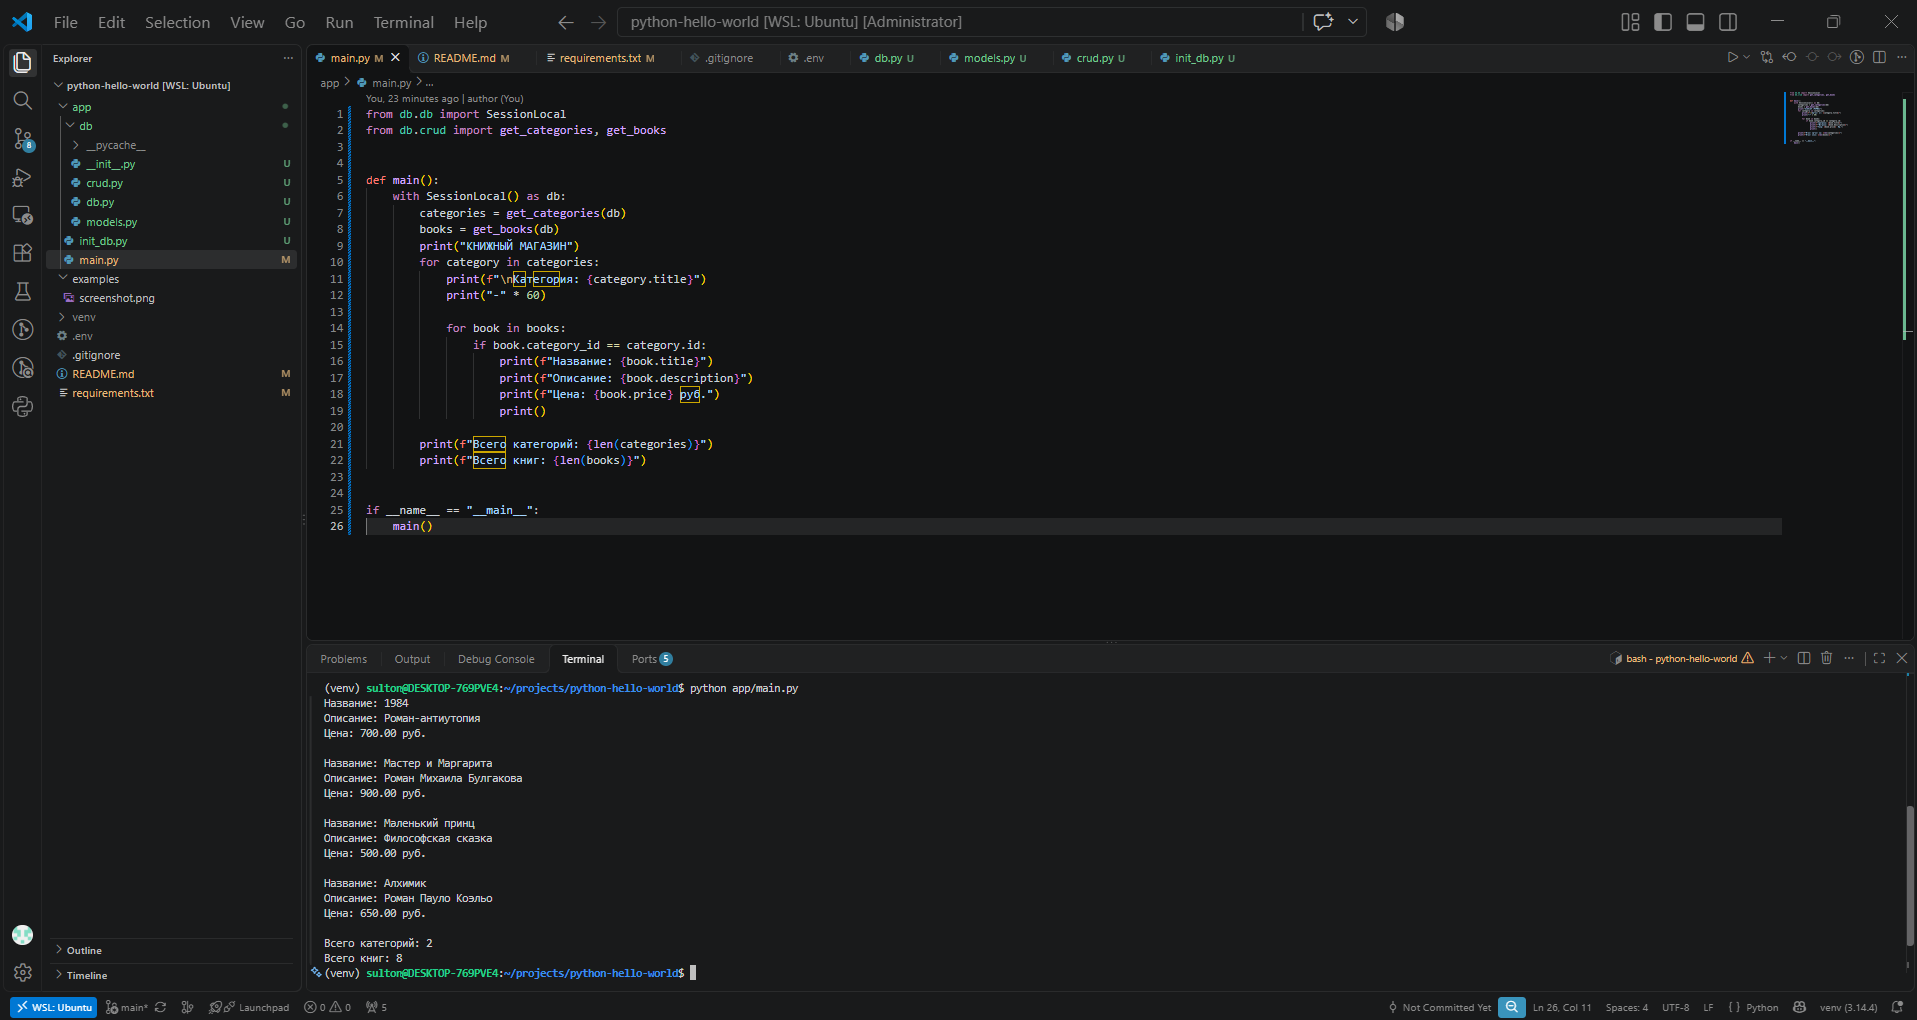 File Edit Selection View Go Run Terminal Help
python-hello-world [WSL: Ubuntu] [Administrator]
Explorer
python-hello-world [WSL: Ubuntu]
app
db
__pycache__
__init__.py U
crud.py U
db.py U
models.py U
init_db.py U
main.py M
examples
screenshot.png
venv
.env
.gitignore
README.md M
requirements.txt M
Outline
Timeline
8
main.py M README.md M requirements.txt M .gitignore .env db.py U models.py U crud.py U init_db.py U
app > main.py > ...
You, 23 minutes ago | author (You)
1 from db.db import SessionLocal
2 from db.crud import get_categories, get_books
3
4
5 def main():
6 with SessionLocal() as db:
7 categories = get_categories(db)
8 books = get_books(db)
9 print("КНИЖНЫЙ МАГАЗИН")
10 for category in categories:
11 print(f"\nКатегория: {category.title}")
12 print("-" * 60)
13
14 for book in books:
15 if book.category_id == category.id:
16 print(f"Название: {book.title}")
17 print(f"Описание: {book.description}")
18 print(f"Цена: {book.price} руб.")
19 print()
20
21 print(f"Всего категорий: {len(categories)}")
22 print(f"Всего книг: {len(books)}")
23
24
25 if __name__ == "__main__":
26 main()
Problems Output Debug Console Terminal Ports 5
bash - python-hello-world
(venv) sulton@DESKTOP-769PVE4:~/projects/python-hello-world$ python app/main.py
Название: 1984
Описание: Роман-антиутопия
Цена: 700.00 руб.
Название: Мастер и Маргарита
Описание: Роман Михаила Булгакова
Цена: 900.00 руб.
Название: Маленький принц
Описание: Философская сказка
Цена: 500.00 руб.
Название: Алхимик
Описание: Роман Пауло Коэльо
Цена: 650.00 руб.
Всего категорий: 2
Всего книг: 8
(venv) sulton@DESKTOP-769PVE4:~/projects/python-hello-world$
WSL: Ubuntu main* Launchpad 0 0 5 Not Committed Yet Ln 26, Col 11 Spaces: 4 UTF-8 LF { } Python venv (3.14.4)